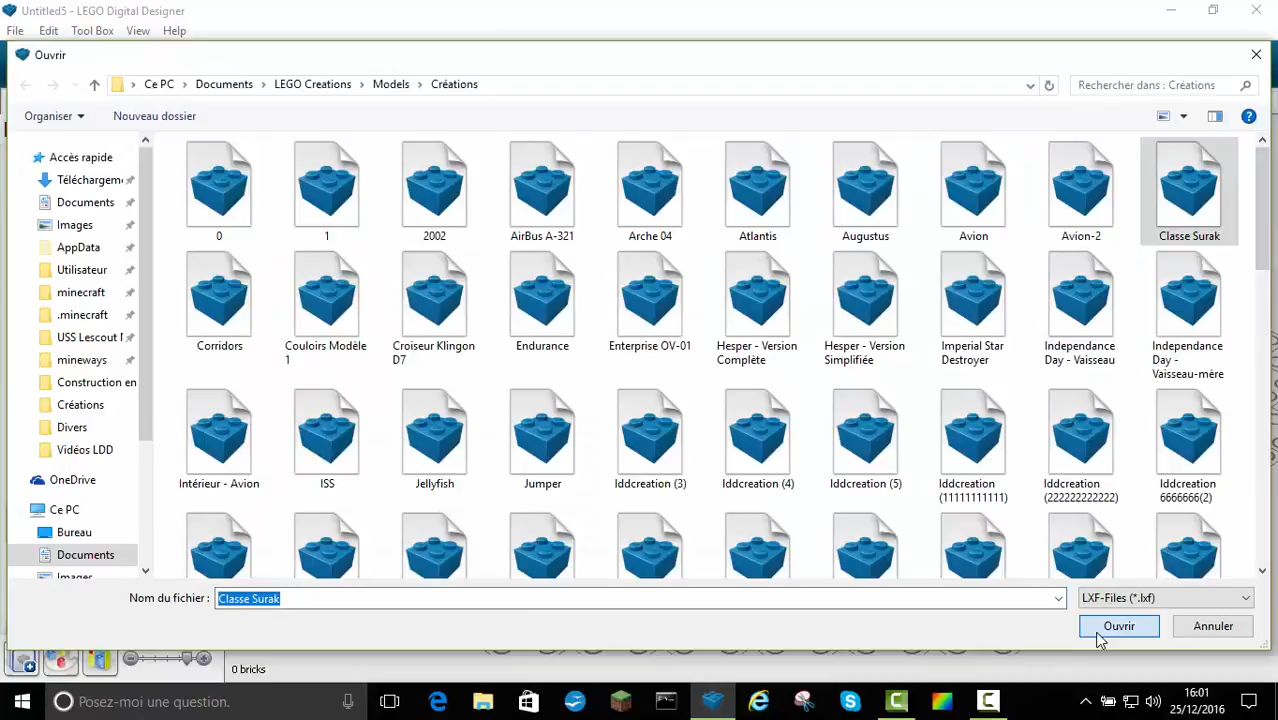 Untitled5 - LEGO Digital Designer
File Edit Tool Box View Help
Ouvrir
Ce PC > Documents > LEGO Creations > Models > Créations
Rechercher dans : Créations
Organiser
Nouveau dossier
Accès rapide
Téléchargem
Documents
Images
AppData
Utilisateur
minecraft
.minecraft
USS Lescout
mineways
Construction en
Créations
Divers
Vidéos LDD
OneDrive
Ce PC
Bureau
Documents
Images
0 1 2002 AirBus A-321 Arche 04 Atlantis Augustus Avion Avion-2 Classe Surak
Corridors
Couloirs Modèle
1
Croiseur Klingon
D7
Endurance
Enterprise OV-01
Hesper - Version
Complète
Hesper - Version
Simplifiée
Imperial Star
Destroyer
Independance
Day - Vaisseau
Independance
Day -
Vaisseau-mère
Intérieur - Avion
ISS
Jellyfish
Jumper
lddcreation (3)
lddcreation (4)
lddcreation (5)
lddcreation
(11111111111)
lddcreation
(222222222222)
lddcreation
6666666(2)
Nom du fichier : Classe Surak
LXF-Files (*.lxf)
Ouvrir
Annuler
0 bricks
Posez-moi une question.
16:01
25/12/2016